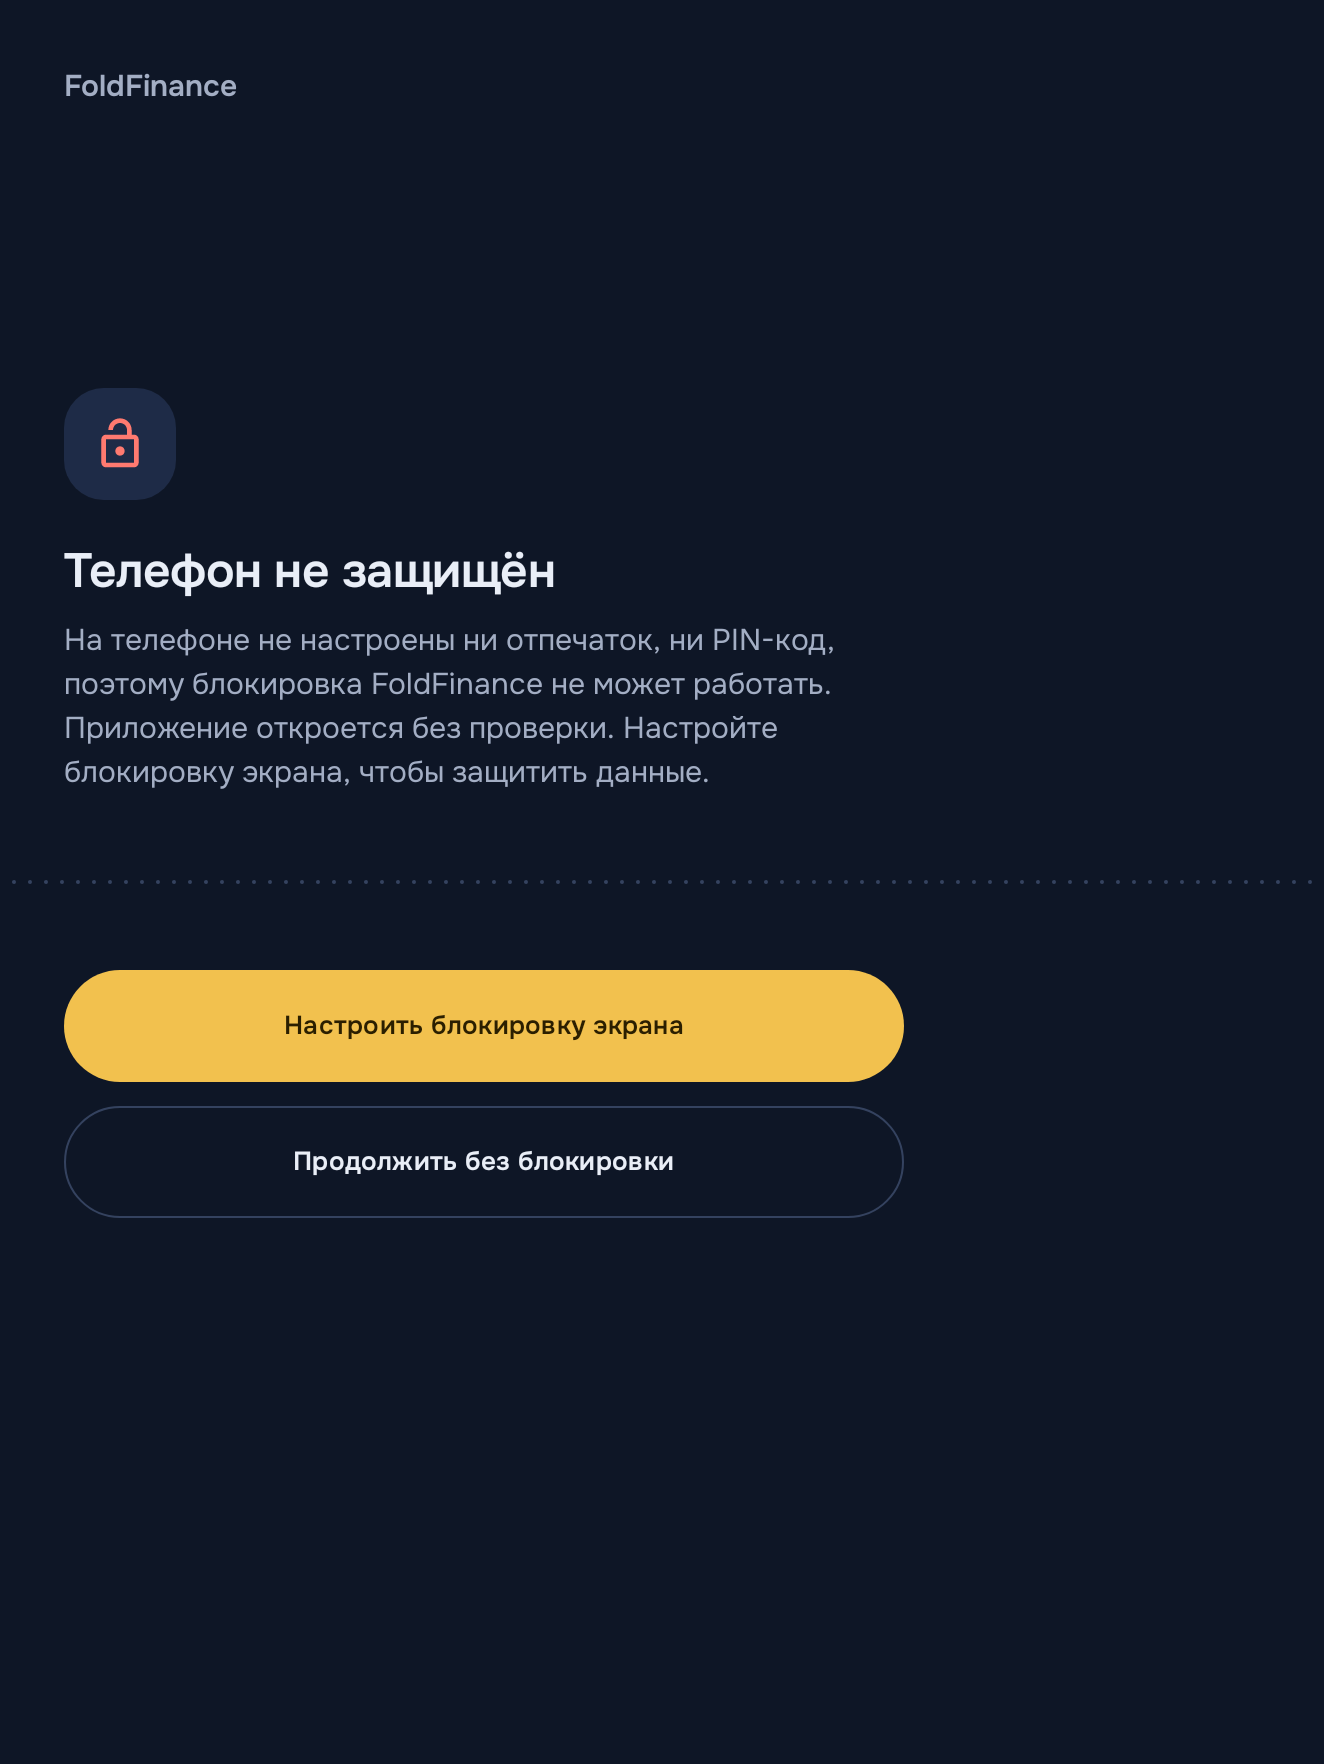 FoldFinance
Телефон не защищён
На телефоне не настроены ни отпечаток, ни PIN-код,
поэтому блокировка FoldFinance не может работать.
Приложение откроется без проверки. Настройте
блокировку экрана, чтобы защитить данные.
Настроить блокировку экрана
Продолжить без блокировки